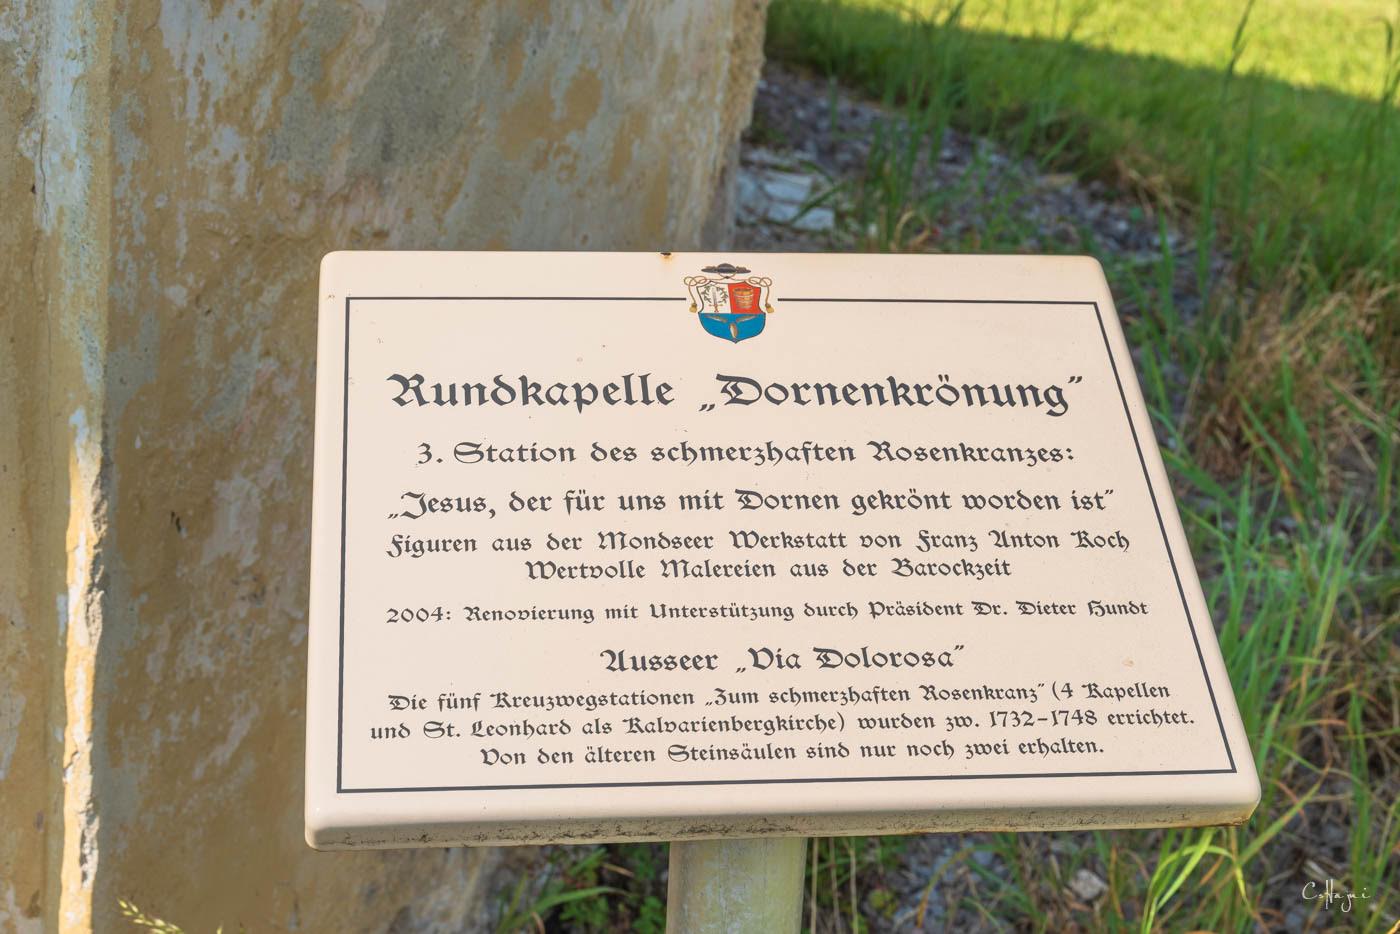 Rundkapelle „Dornenkrönung"
3. Station des schmerzhaften Rosenkranzes:
„Jesus, der für uns mit Dornen gekrönt worden ist"
Figuren aus der Mondseer Werkstatt von Franz Anton Koch
Wertvolle Malereien aus der Barockzeit
2004: Renovierung mit Unterstützung durch Präsident Dr. Dieter Hundt
Ausseer „Via Dolorosa"
Die fünf Kreuzwegstationen „Zum schmerzhaften Rosenkranz" (4 Kapellen
und St. Leonhard als Kalvarienbergkirche) wurden zw. 1732-1748 errichtet.
Von den älteren Steinsäulen sind nur noch zwei erhalten.